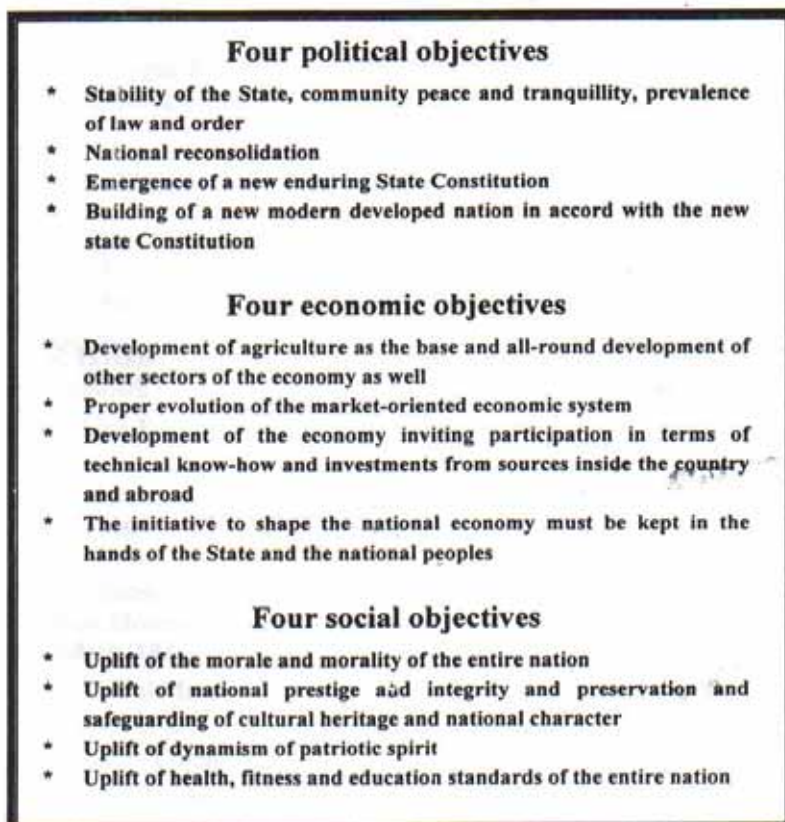 Four political objectives
* Stability of the State, community peace and tranquillity, prevalence
of law and order
* National reconsolidation
* Emergence of a new enduring State Constitution
* Building of a new modern developed nation in accord with the new
state Constitution
Four economic objectives
* Development of agriculture as the base and all-round development of
other sectors of the economy as well
* Proper evolution of the market-oriented economic system
* Development of the economy inviting participation in terms of
technical know-how and investments from sources inside the country
and abroad
* The initiative to shape the national economy must be kept in the
hands of the State and the national peoples
Four social objectives
* Uplift of the morale and morality of the entire nation
* Uplift of national prestige and integrity and preservation and
safeguarding of cultural heritage and national character
* Uplift of dynamism of patriotic spirit
* Uplift of health, fitness and education standards of the entire nation